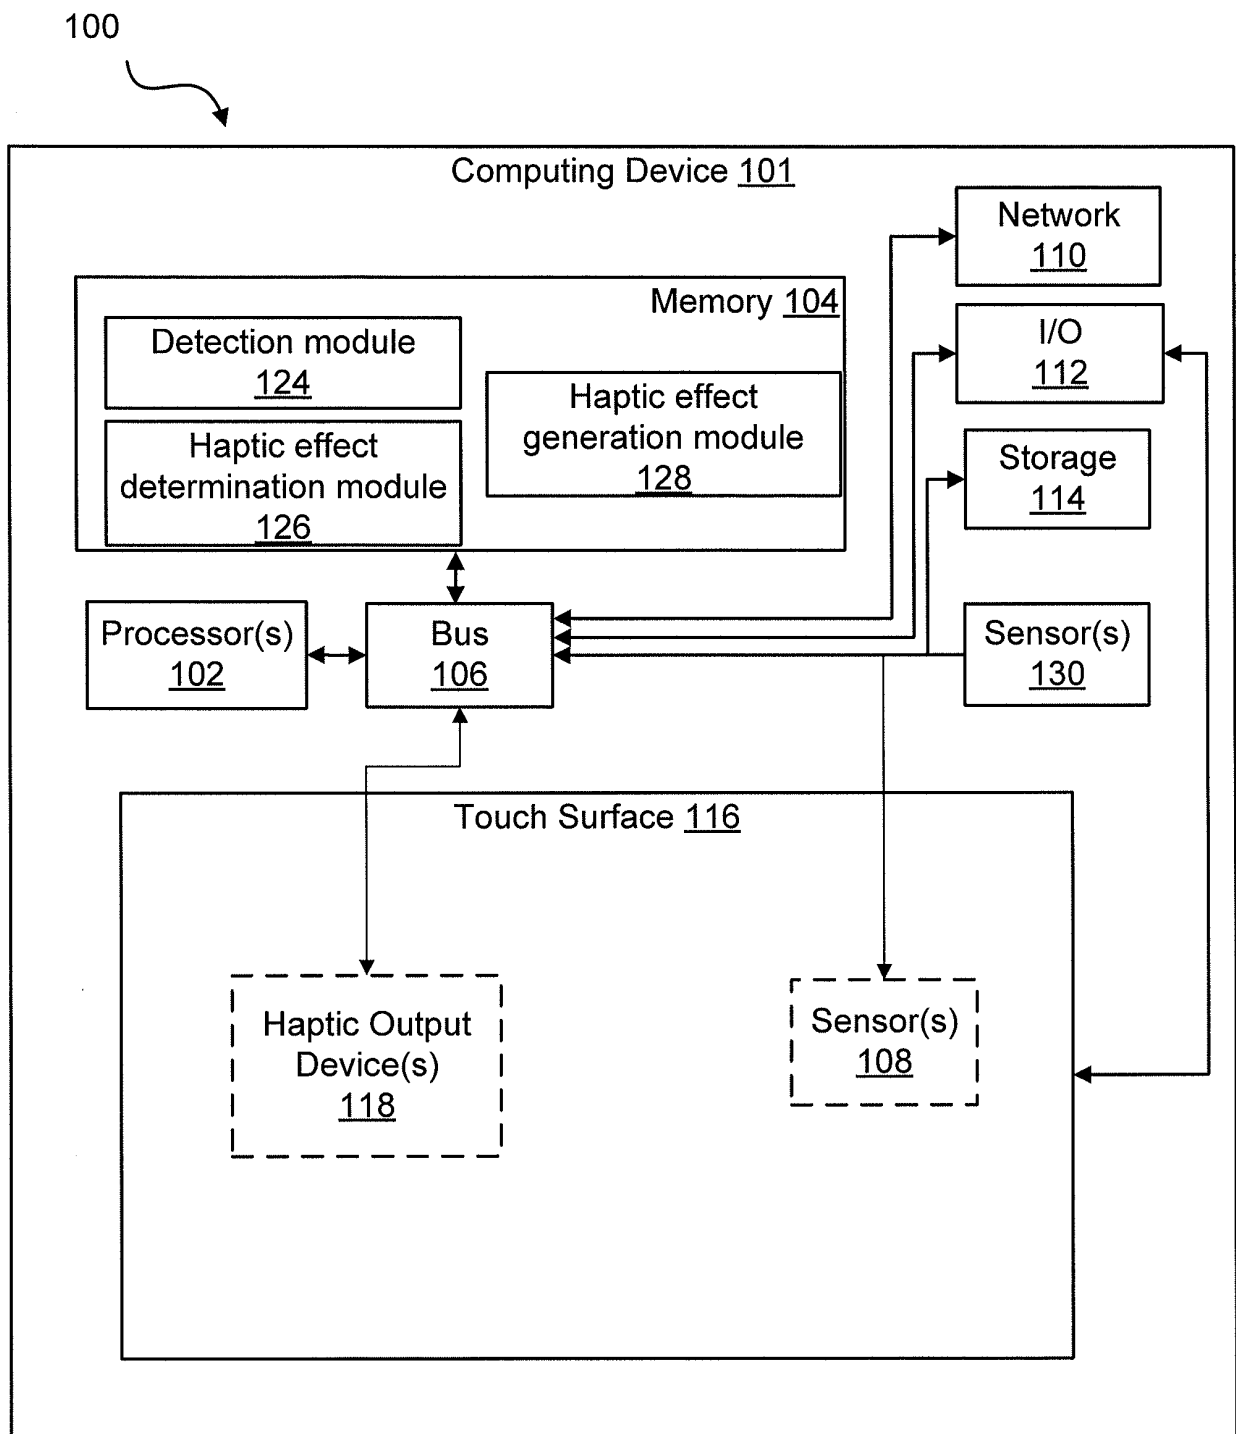 100
Computing Device 101
Network
110
Memory 104
I/O
112
Detection module
124
Haptic effect
generation module
128
Haptic effect
determination module
126
Storage
114
Processor(s)
102
Bus
106
Sensor(s)
130
Touch Surface 116
Haptic Output
Device(s)
118
Sensor(s)
108